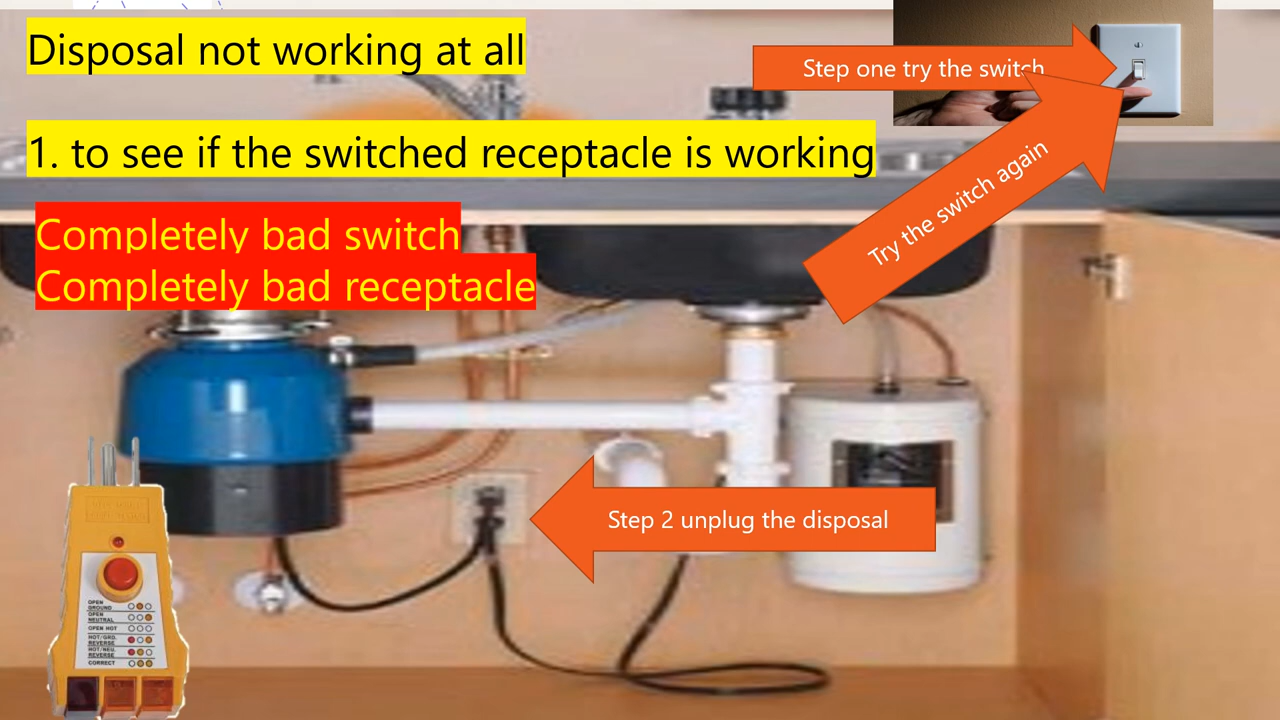 Disposal not working at all
Step one try the switch
1. to see if the switched receptacle is working
Try the switch again
Completely bad switch
Completely bad receptacle
Step 2 unplug the disposal
OPEN GROUND
OPEN NEUTRAL
OPEN HOT
HOT/GRD. REVERSE
HOT/NEU. REVERSE
CORRECT